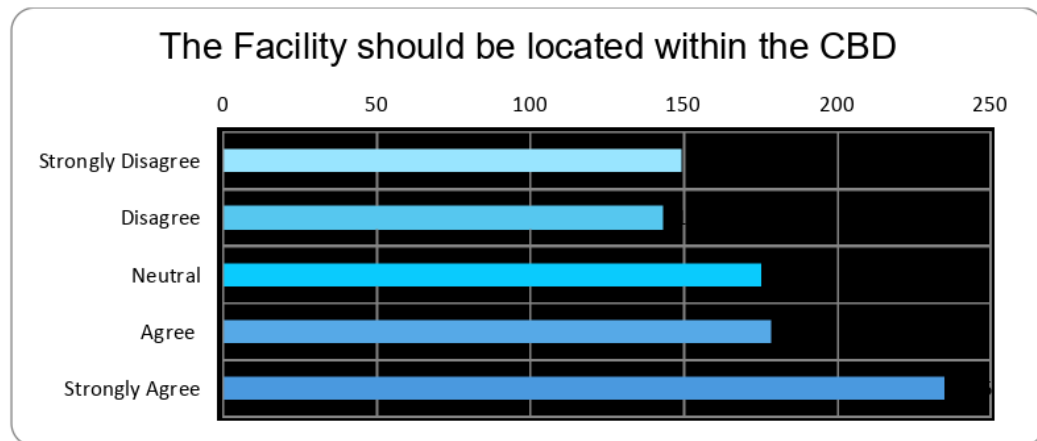 The Facility should be located within the CBD
0 50 100 150 200 250
Strongly Disagree
Disagree
Neutral
Agree
Strongly Agree